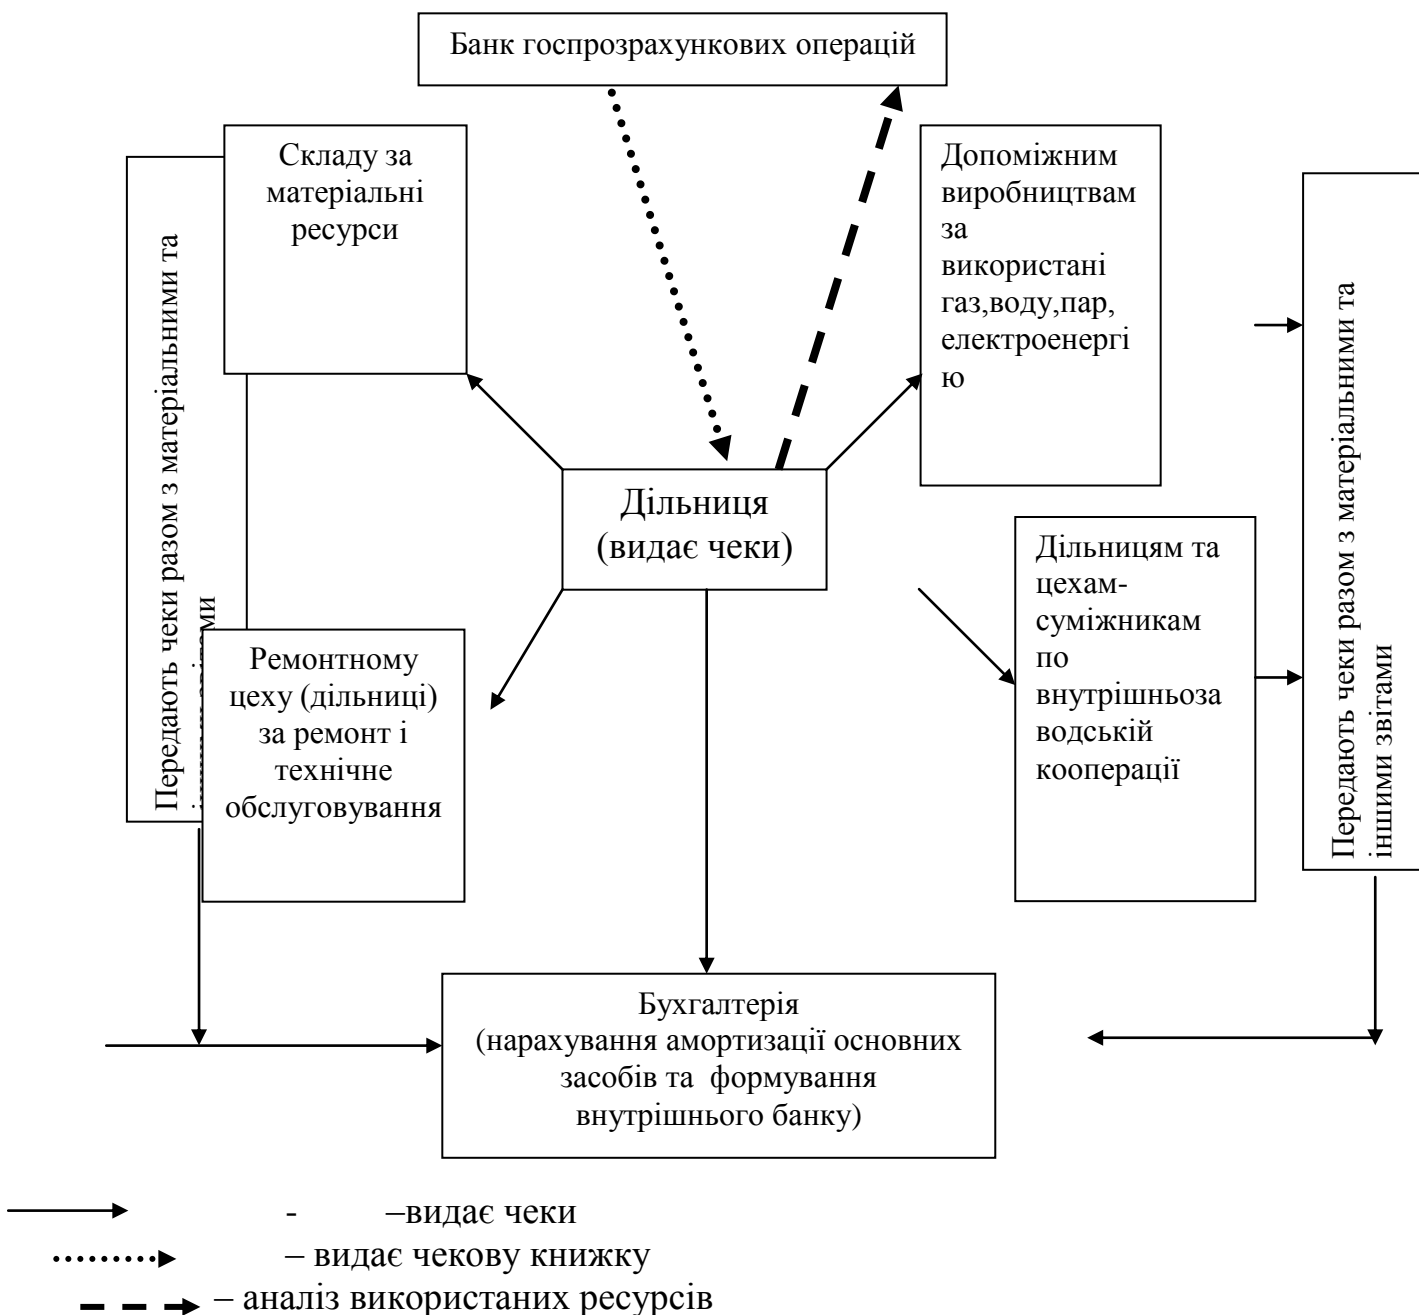 Банк госпрозрахункових операцій
Складу за
матеріальні
ресурси
Допоміжним
виробництвам
за
використані
газ,воду,пар,
електроенергі
ю
Передають чеки разом з матеріальними та
Дільниця
(видає чеки)
Ремонтному
цеху (дільниці)
за ремонт і
технічне
обслуговування
Дільницям та
цехам-
суміжникам
по
внутрішньоза
водській
кооперації
Передають чеки разом з матеріальними та
іншими звітами
Бухгалтерія
(нарахування амортизації основних
засобів та формування
внутрішнього банку)
- –видає чеки
– видає чекову книжку
– аналіз використаних ресурсів